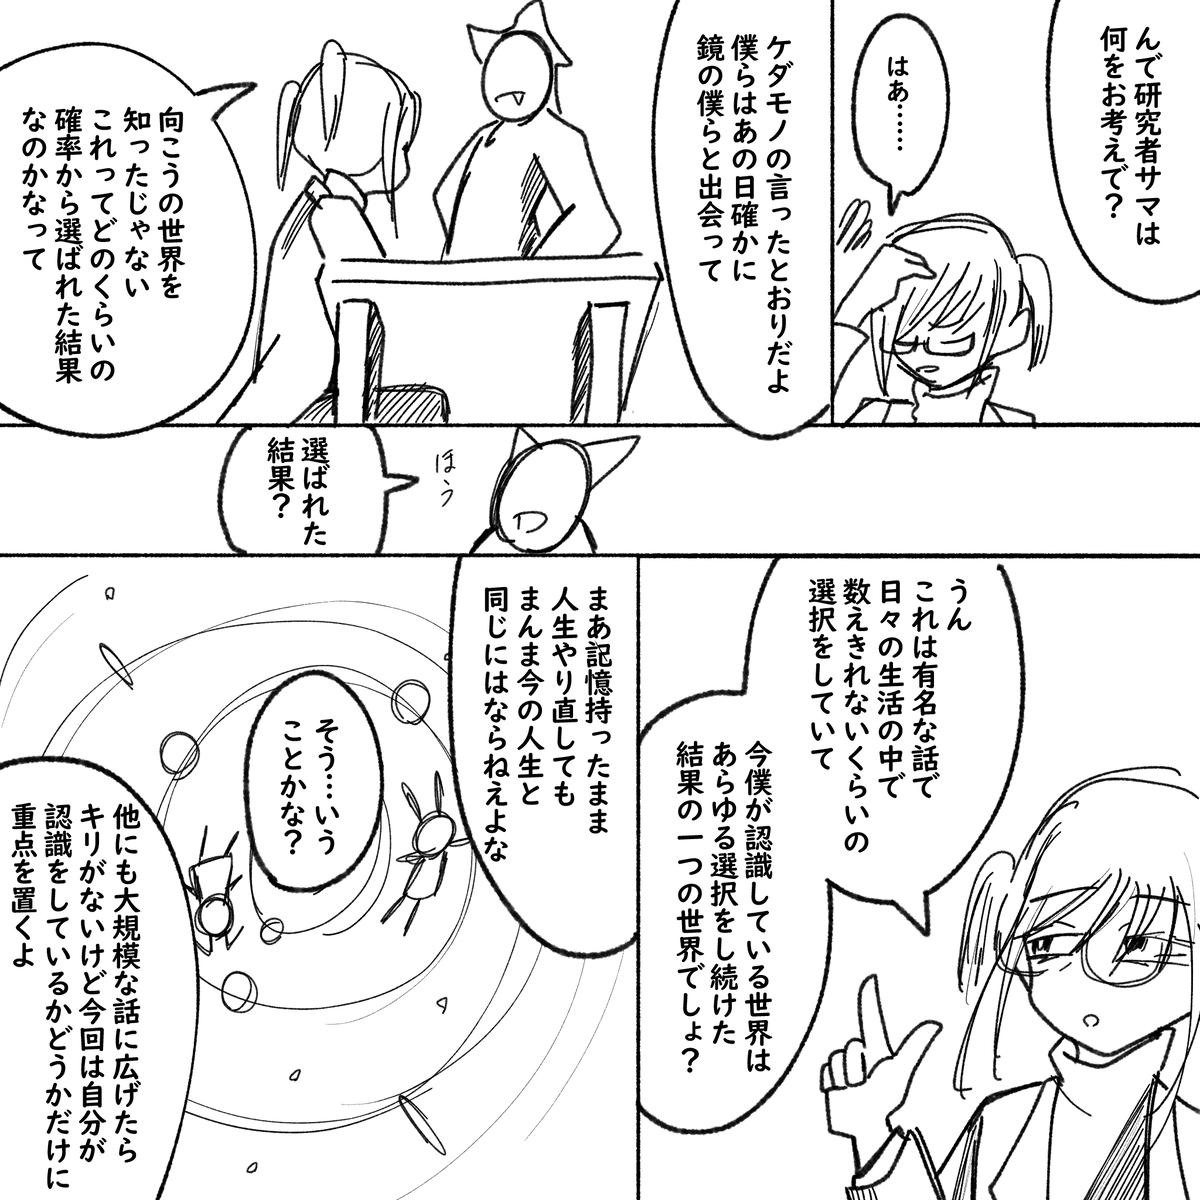 んで研究者サマは
何をお考えで？
はあ……
ケダモノの言ったとおりだよ
僕らはあの日確かに
鏡の僕らと出会って
向こうの世界を
知ったじゃない
これってどのくらいの
確率から選ばれた結果
なのかなって
ほう
選ばれた
結果？
うん
これは有名な話で
日々の生活の中で
数えきれないくらいの
選択をしていて
今僕が認識している世界は
あらゆる選択をし続けた
結果の一つの世界でしょ？
まあ記憶持ったまま
人生やり直しても
まんま今の人生と
同じにはならねえよな
そう…いう
ことかな？
他にも大規模な話に広げたら
キリがないけど今回は自分が
認識をしているかどうかだけに
重点を置くよ